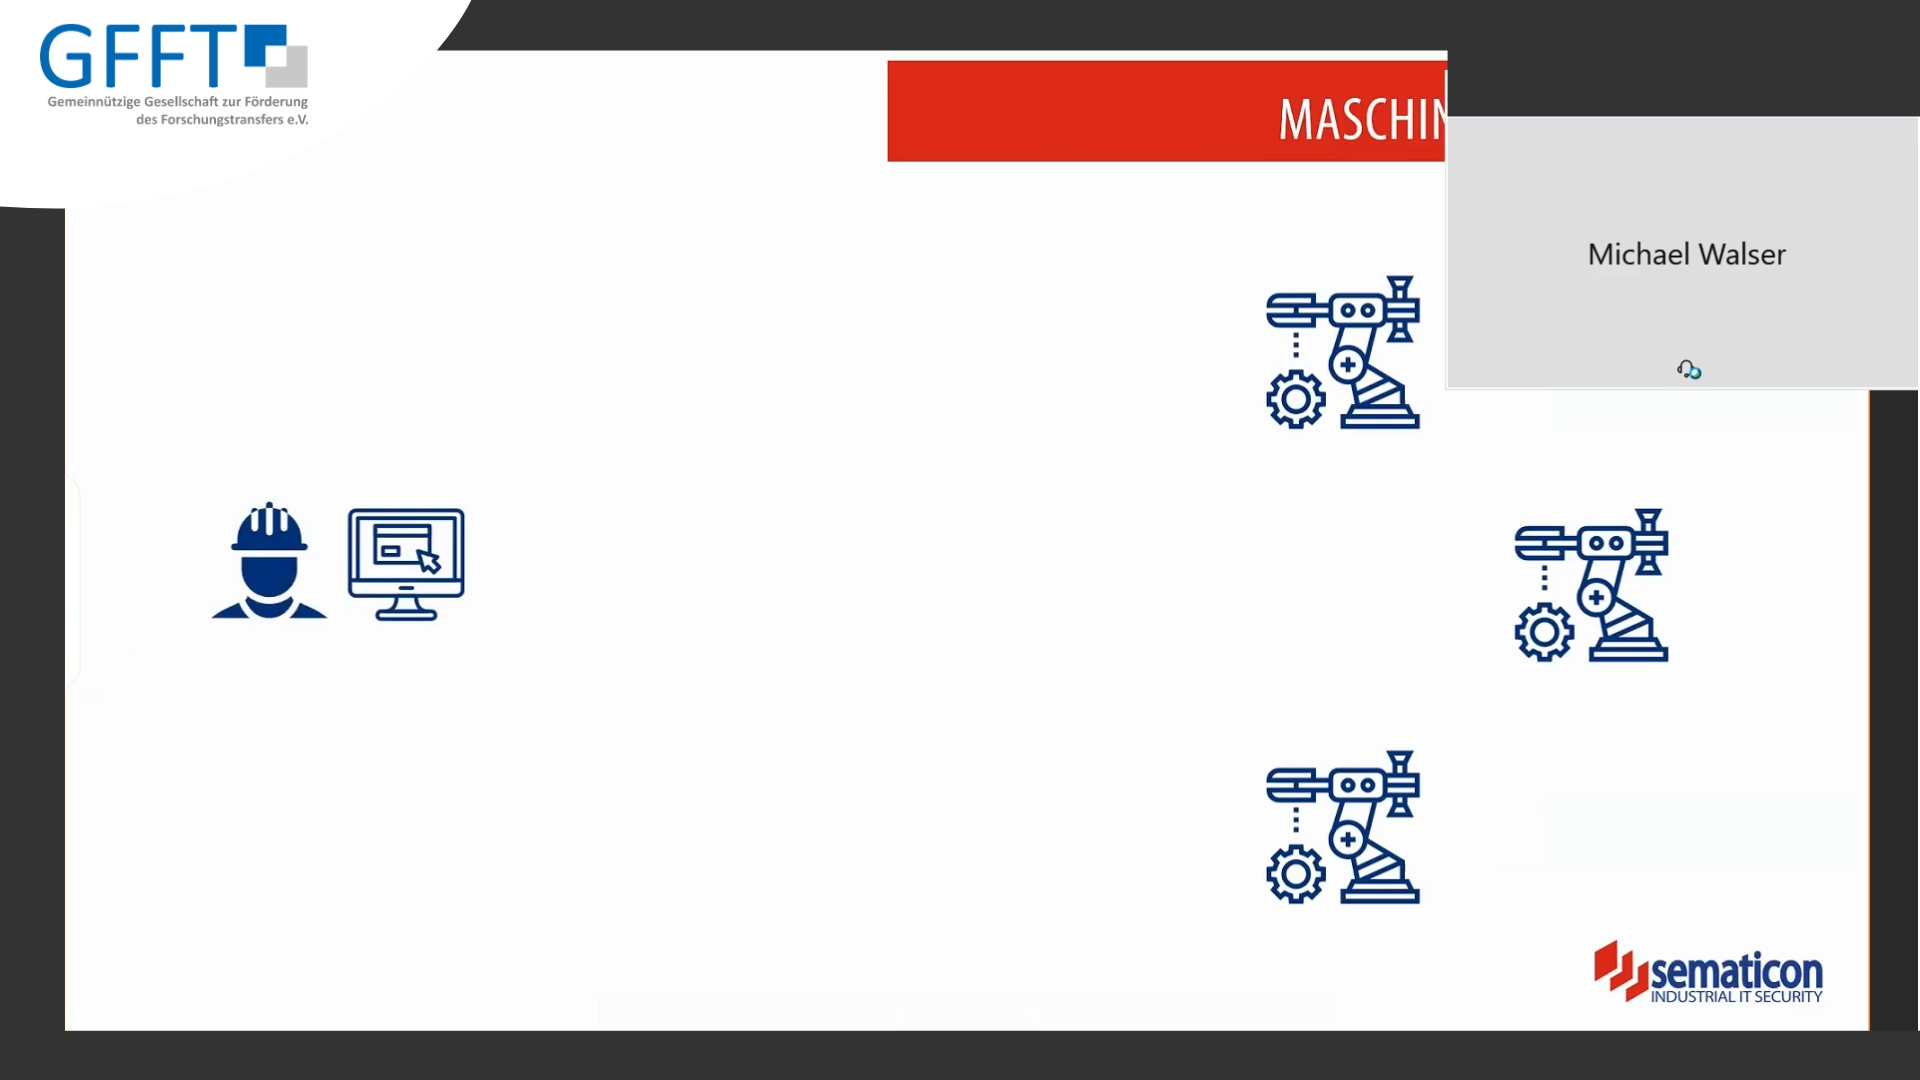 GFFT
Gemeinnützige Gesellschaft zur Förderung
des Forschungstransfers e.V.
MASCHIN
Michael Walser
sematicon
INDUSTRIAL IT SECURITY